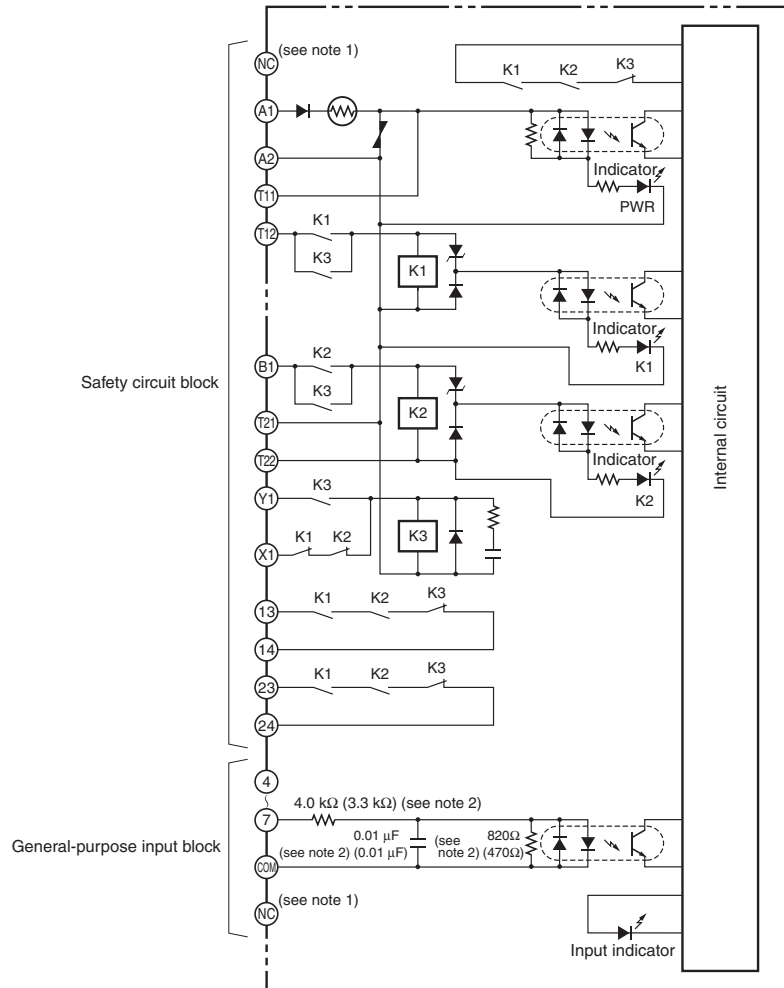 NC (see note 1)
K1 K2 K3
A1
A2
Indicator
T11
PWR
T12 K1
K3 K1
Indicator
K1
B1 K2
Safety circuit block
K3 K2
T21
Indicator
T22
K2
Y1 K3
K3
X1 K1 K2
Internal circuit
13 K1 K2 K3
14
23 K1 K2 K3
24
4
4.0 kΩ (3.3 kΩ) (see note 2)
7
0.01 μF (see 820Ω
General-purpose input block
(see note 2) (0.01 μF) note 2) (470Ω)
COM
NC (see note 1)
Input indicator